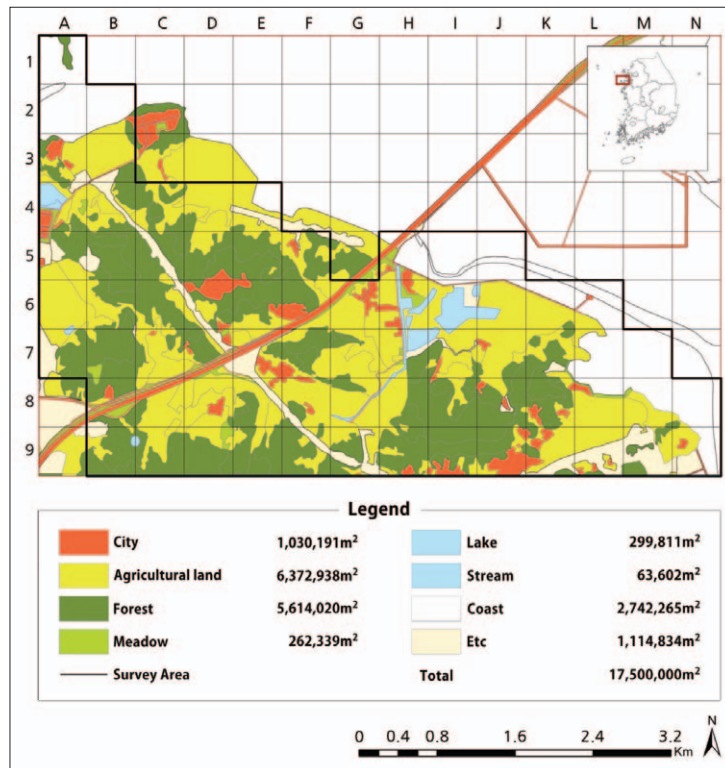 A B C D E F G H I J K L M N
1
2
3
4
5
6
7
8
9
Legend
City 1,030,191m²
Agricultural land 6,372,938m²
Forest 5,614,020m²
Meadow 262,339m²
Survey Area
Lake 299,811m²
Stream 63,602m²
Coast 2,742,265m²
Etc 1,114,834m²
Total 17,500,000m²
N
0 0.4 0.8 1.6 2.4 3.2
Km